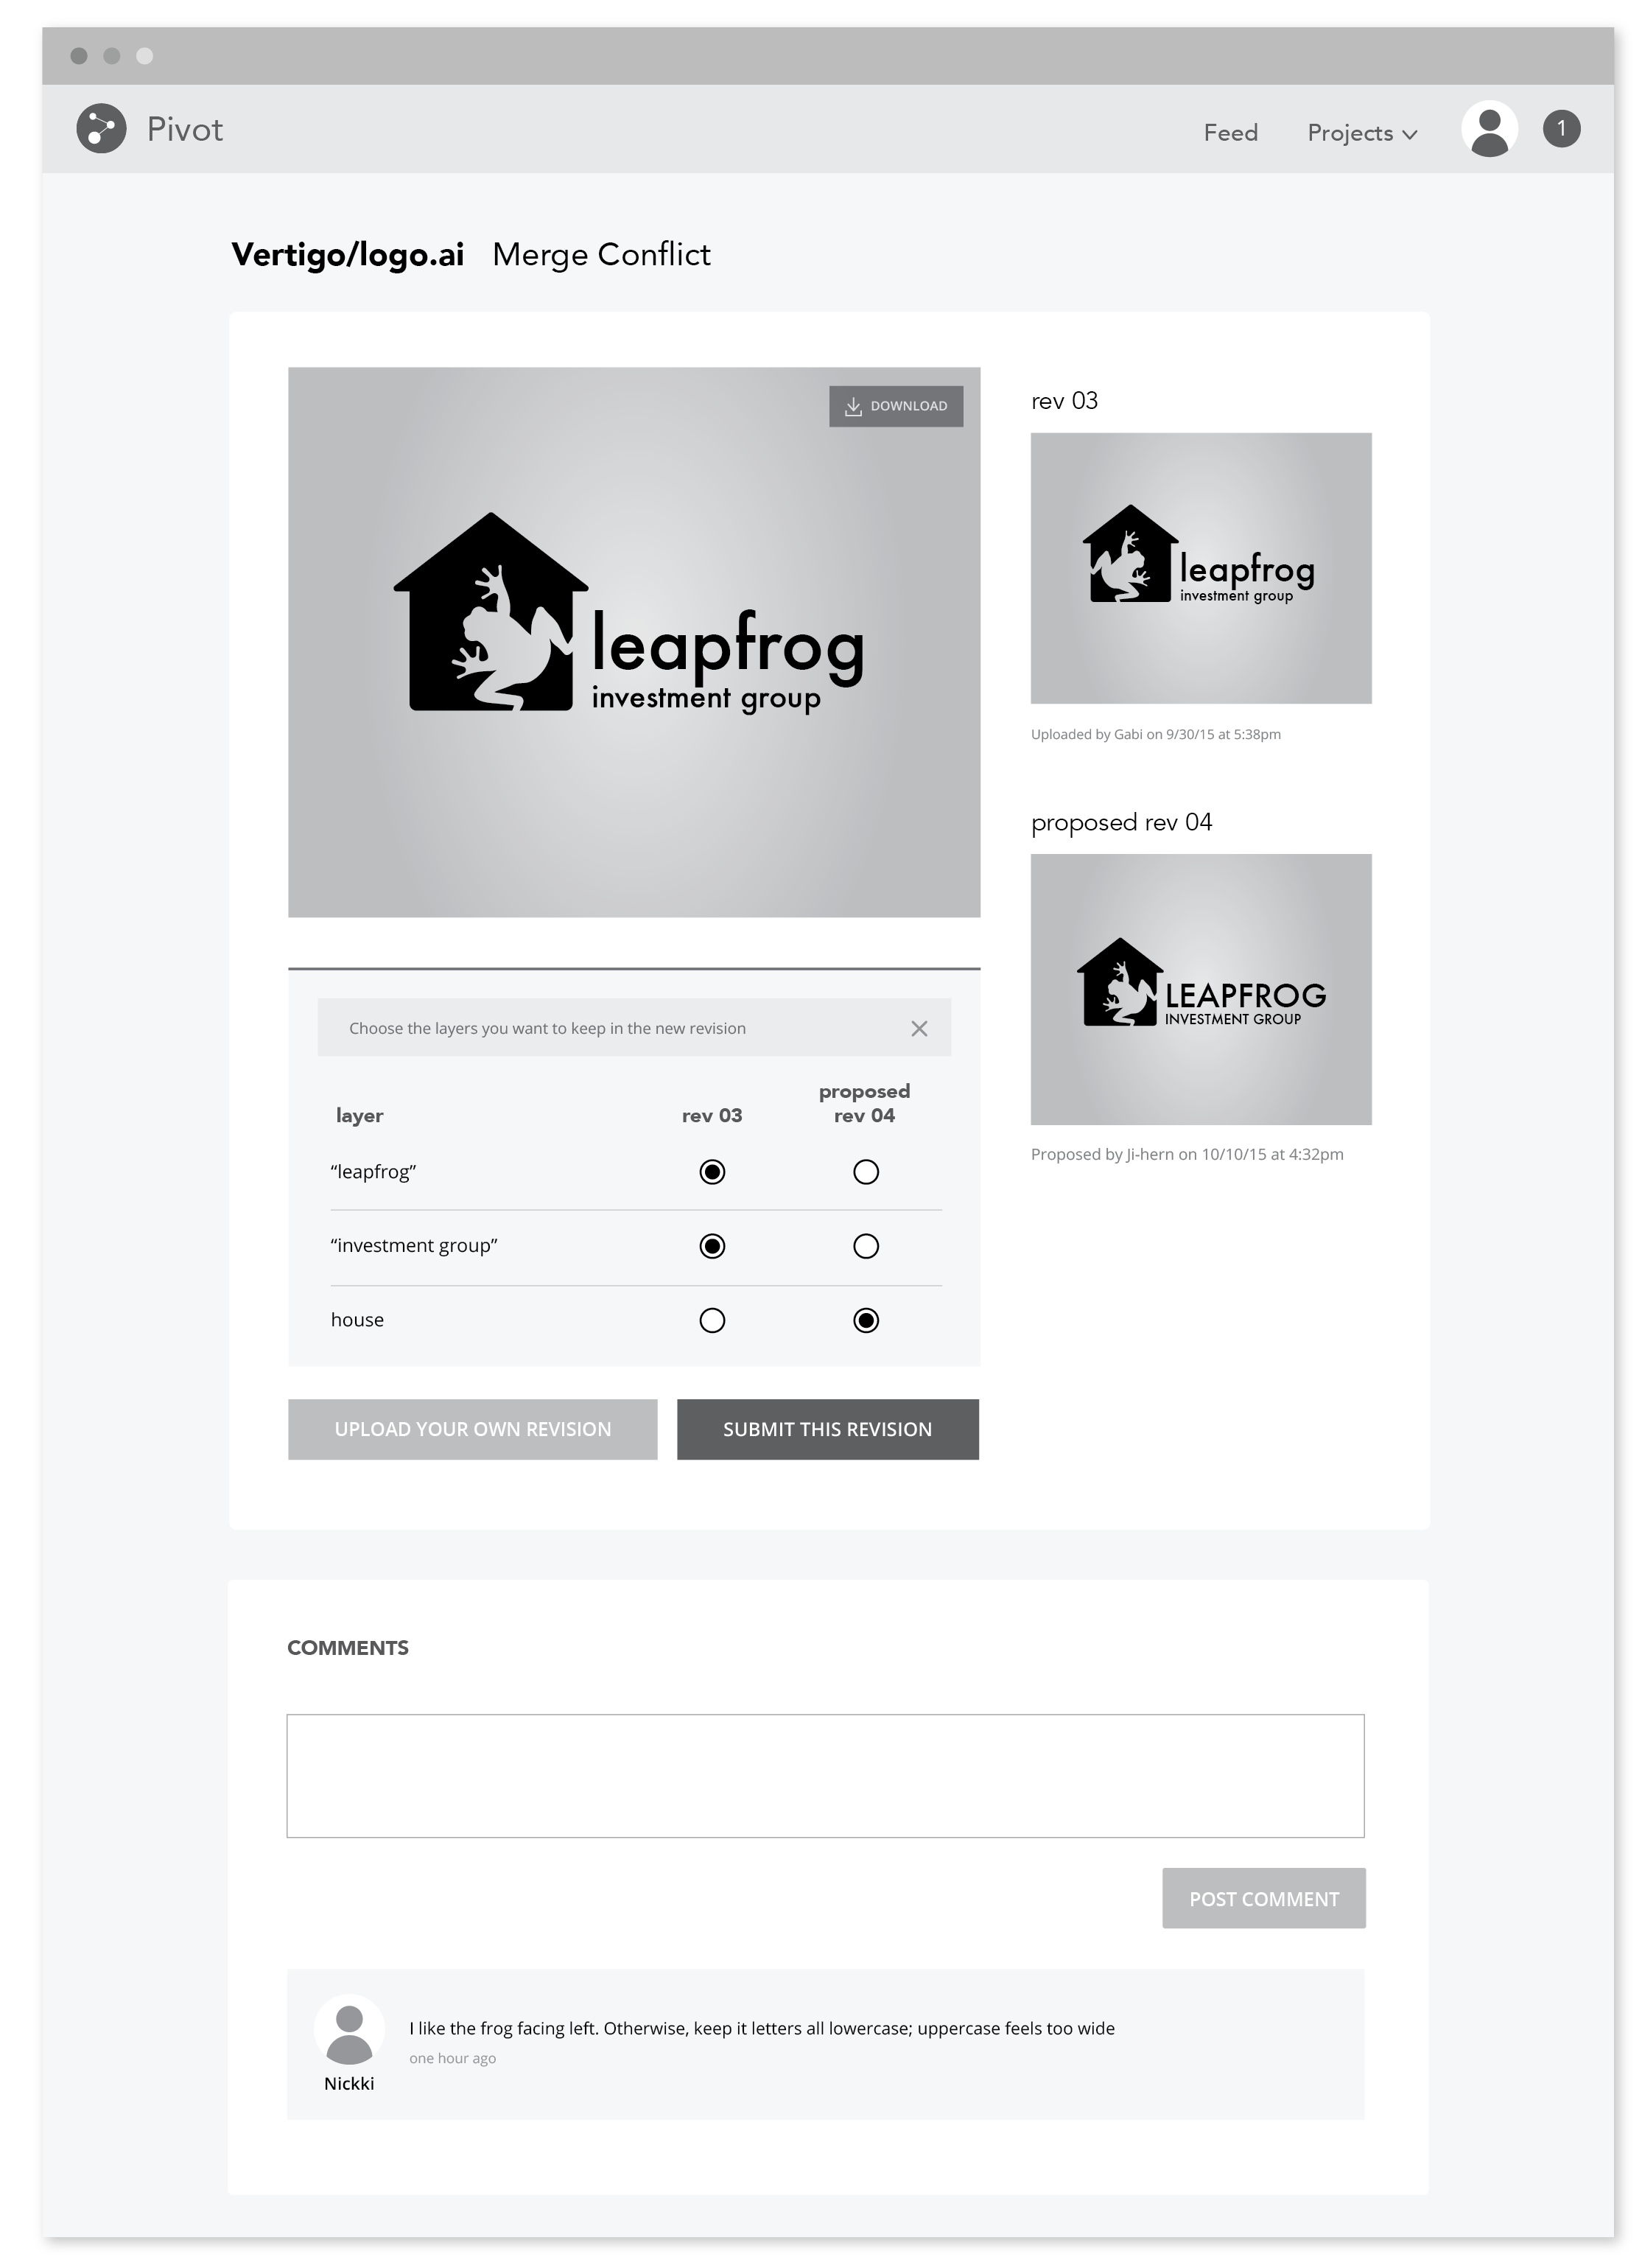 Pivot
Feed
Projects
1
Vertigo/logo.ai Merge Conflict
DOWNLOAD
leapfrog
investment group
rev 03
leapfrog
investment group
Uploaded by Gabi on 9/30/15 at 5:38pm
proposed rev 04
LEAPFROG
INVESTMENT GROUP
Proposed by Ji-hern on 10/10/15 at 4:32pm
Choose the layers you want to keep in the new revision
layer
rev 03
proposed
rev 04
“leapfrog”
“investment group”
house
UPLOAD YOUR OWN REVISION
SUBMIT THIS REVISION
COMMENTS
POST COMMENT
I like the frog facing left. Otherwise, keep it letters all lowercase; uppercase feels too wide
one hour ago
Nickki